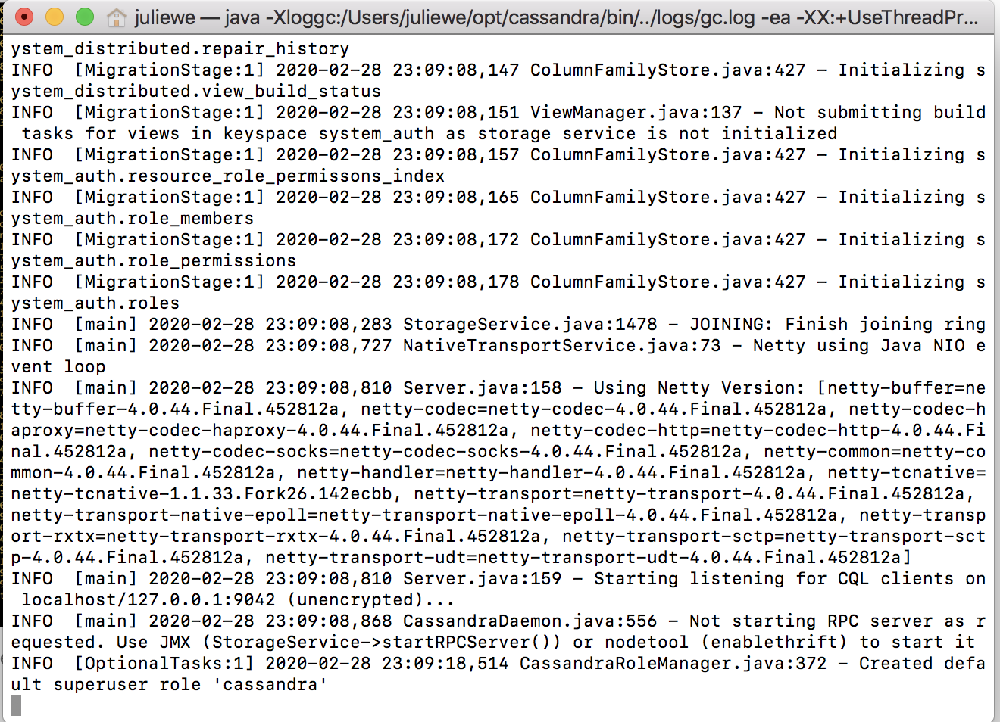 juliewe — java -Xloggc:/Users/juliewe/opt/cassandra/bin/../logs/gc.log -ea -XX:+UseThreadPr...
ystem_distributed.repair_history
INFO  [MigrationStage:1] 2020-02-28 23:09:08,147 ColumnFamilyStore.java:427 - Initializing s
ystem_distributed.view_build_status
INFO  [MigrationStage:1] 2020-02-28 23:09:08,151 ViewManager.java:137 - Not submitting build
 tasks for views in keyspace system_auth as storage service is not initialized
INFO  [MigrationStage:1] 2020-02-28 23:09:08,157 ColumnFamilyStore.java:427 - Initializing s
ystem_auth.resource_role_permissons_index
INFO  [MigrationStage:1] 2020-02-28 23:09:08,165 ColumnFamilyStore.java:427 - Initializing s
ystem_auth.role_members
INFO  [MigrationStage:1] 2020-02-28 23:09:08,172 ColumnFamilyStore.java:427 - Initializing s
ystem_auth.role_permissions
INFO  [MigrationStage:1] 2020-02-28 23:09:08,178 ColumnFamilyStore.java:427 - Initializing s
ystem_auth.roles
INFO  [main] 2020-02-28 23:09:08,283 StorageService.java:1478 - JOINING: Finish joining ring
INFO  [main] 2020-02-28 23:09:08,727 NativeTransportService.java:73 - Netty using Java NIO e
vent loop
INFO  [main] 2020-02-28 23:09:08,810 Server.java:158 - Using Netty Version: [netty-buffer=ne
tty-buffer-4.0.44.Final.452812a, netty-codec=netty-codec-4.0.44.Final.452812a, netty-codec-h
aproxy=netty-codec-haproxy-4.0.44.Final.452812a, netty-codec-http=netty-codec-http-4.0.44.Fi
nal.452812a, netty-codec-socks=netty-codec-socks-4.0.44.Final.452812a, netty-common=netty-co
mmon-4.0.44.Final.452812a, netty-handler=netty-handler-4.0.44.Final.452812a, netty-tcnative=
netty-tcnative-1.1.33.Fork26.142ecbb, netty-transport=netty-transport-4.0.44.Final.452812a,
netty-transport-native-epoll=netty-transport-native-epoll-4.0.44.Final.452812a, netty-transp
ort-rxtx=netty-transport-rxtx-4.0.44.Final.452812a, netty-transport-sctp=netty-transport-sct
p-4.0.44.Final.452812a, netty-transport-udt=netty-transport-udt-4.0.44.Final.452812a]
INFO  [main] 2020-02-28 23:09:08,810 Server.java:159 - Starting listening for CQL clients on
 localhost/127.0.0.1:9042 (unencrypted)...
INFO  [main] 2020-02-28 23:09:08,868 CassandraDaemon.java:556 - Not starting RPC server as r
equested. Use JMX (StorageService->startRPCServer()) or nodetool (enablethrift) to start it
INFO  [OptionalTasks:1] 2020-02-28 23:09:18,514 CassandraRoleManager.java:372 - Created defa
ult superuser role 'cassandra'